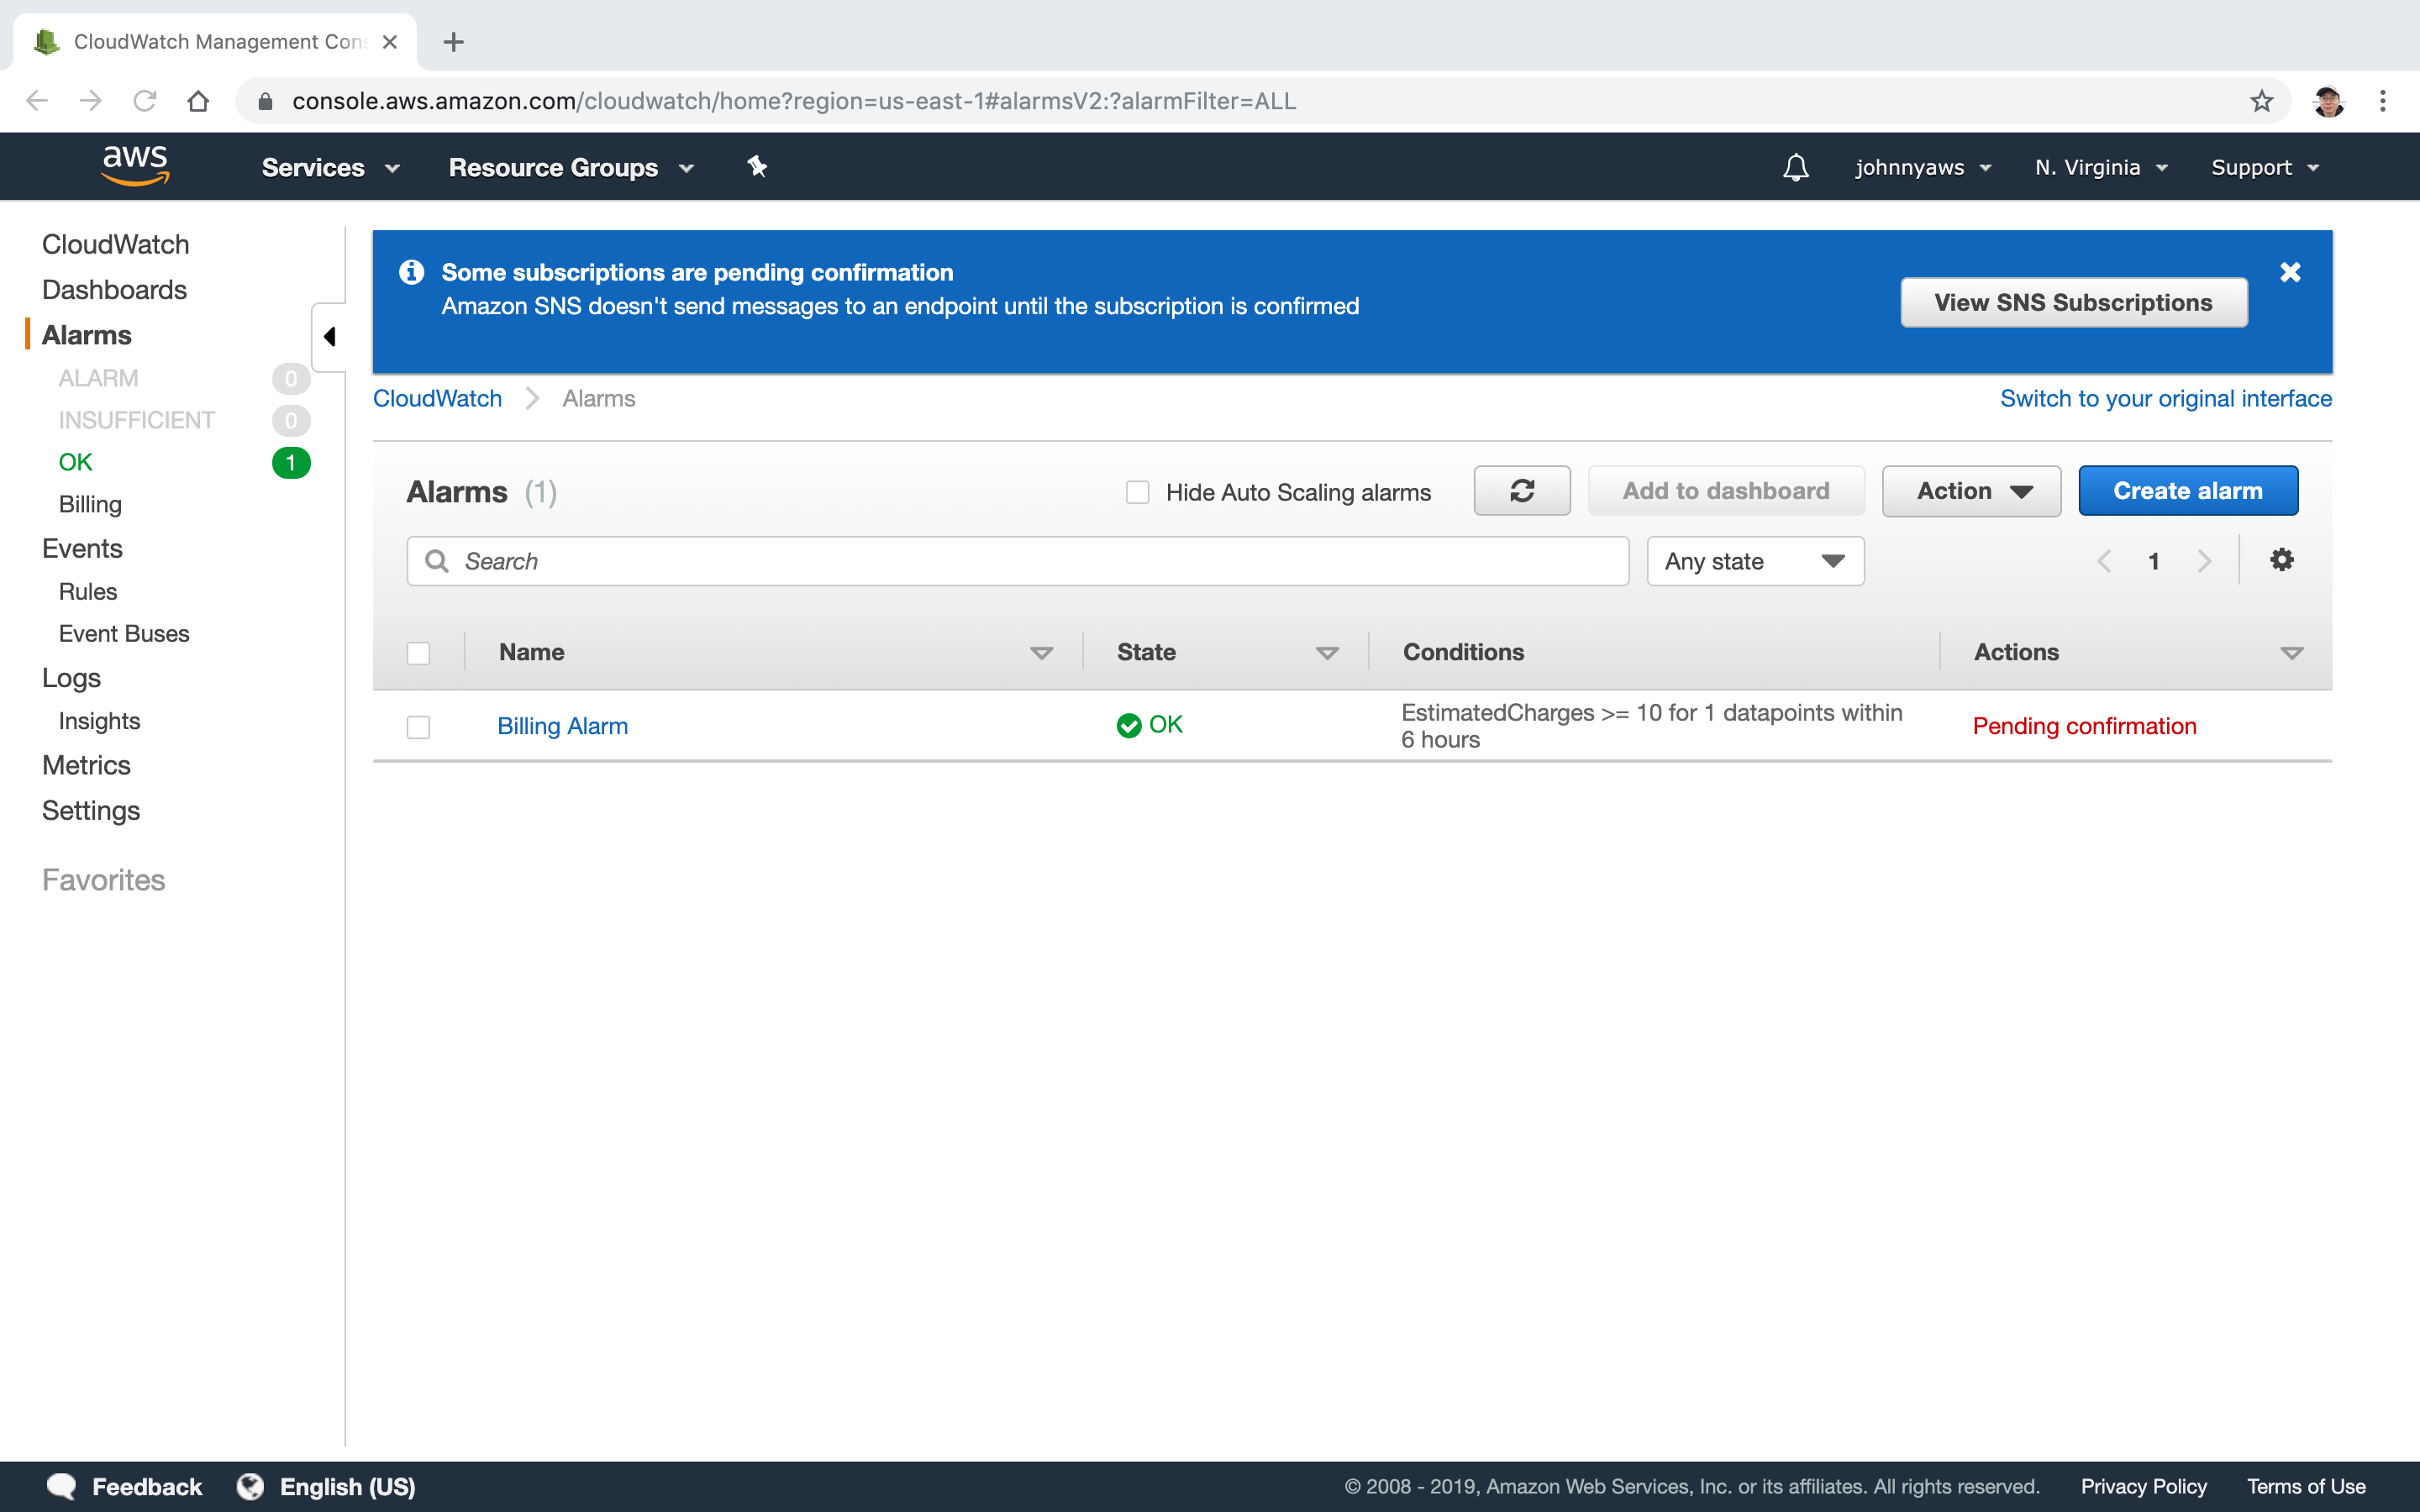 CloudWatch Management Con
console.aws.amazon.com/cloudwatch/home?region=us-east-1#alarmsV2:?alarmFilter=ALL
aws
Services
Resource Groups
johnnyaws
N. Virginia
Support
CloudWatch
Dashboards
Alarms
ALARM 0
INSUFFICIENT 0
OK 1
Billing
Events
Rules
Event Buses
Logs
Insights
Metrics
Settings
Favorites
Some subscriptions are pending confirmation
Amazon SNS doesn't send messages to an endpoint until the subscription is confirmed
View SNS Subscriptions
CloudWatch
Alarms
Switch to your original interface
Alarms (1)
Hide Auto Scaling alarms
Add to dashboard
Action
Create alarm
Search
Any state
1
Name
State
Conditions
Actions
Billing Alarm
OK
EstimatedCharges >= 10 for 1 datapoints within
6 hours
Pending confirmation
Feedback
English (US)
© 2008 - 2019, Amazon Web Services, Inc. or its affiliates. All rights reserved.
Privacy Policy
Terms of Use